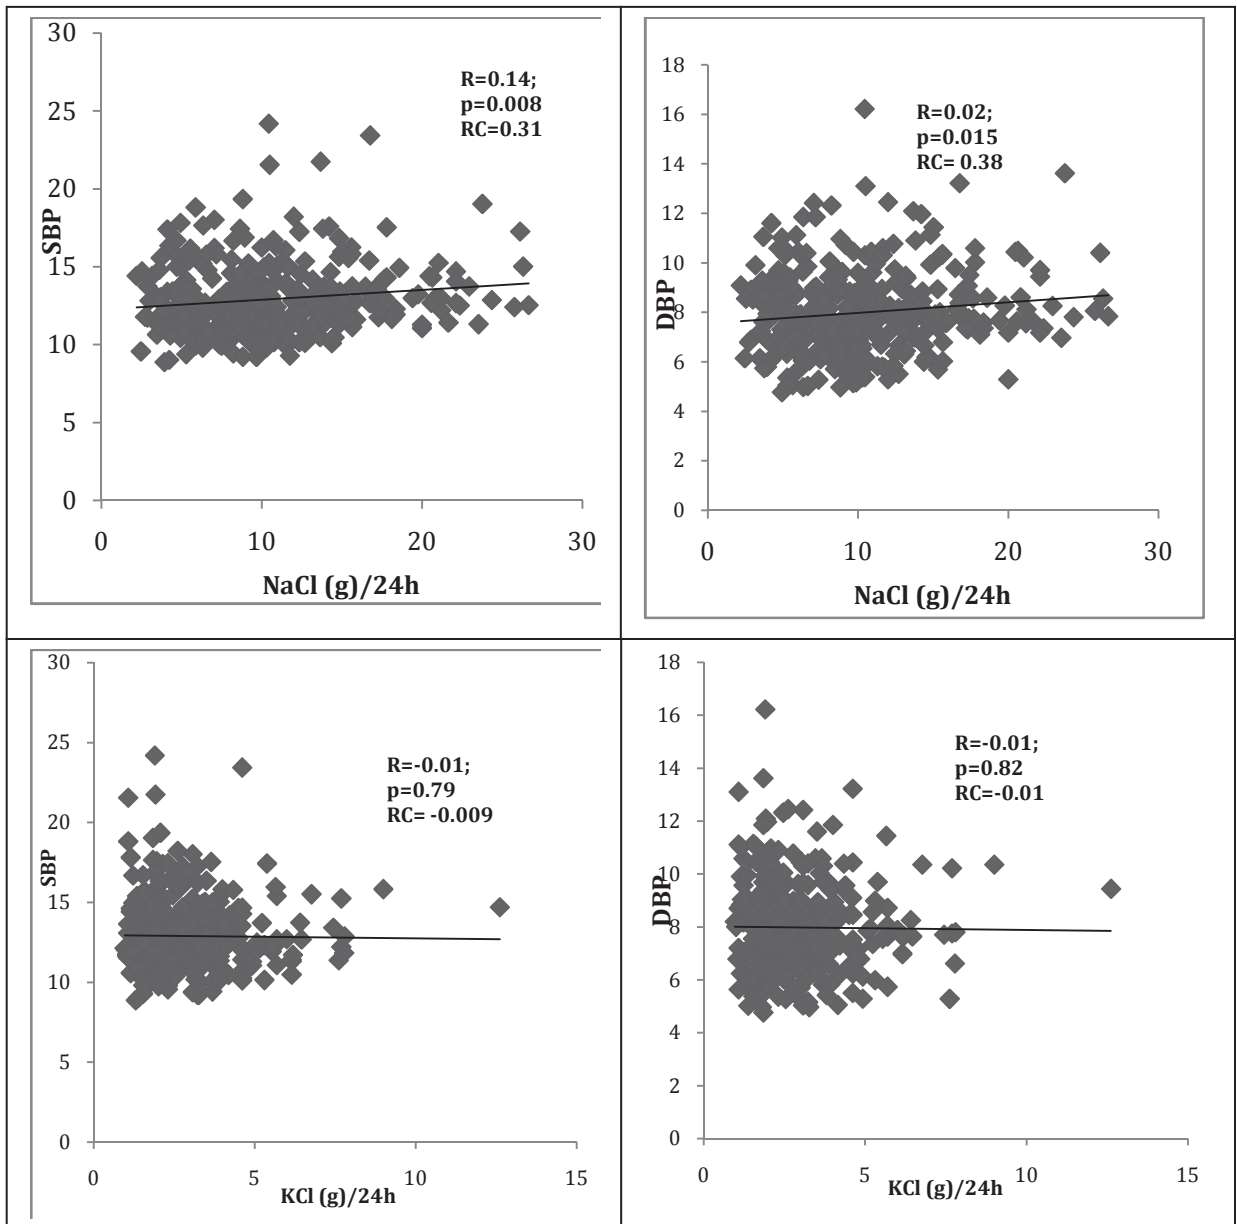 30
25
20
15
10
5
0
SBP
R=0.14;
p=0.008
RC=0.31
0 10 20 30
NaCl (g)/24h
18
16
14
12
10
8
6
4
2
0
DBP
R=0.02;
p=0.015
RC= 0.38
0 10 20 30
NaCl (g)/24h
30
25
20
15
10
5
0
SBP
R=-0.01;
p=0.79
RC= -0.009
0 5 10 15
KCl (g)/24h
18
16
14
12
10
8
6
4
2
0
DBP
R=-0.01;
p=0.82
RC=-0.01
0 5 10 15
KCl (g)/24h